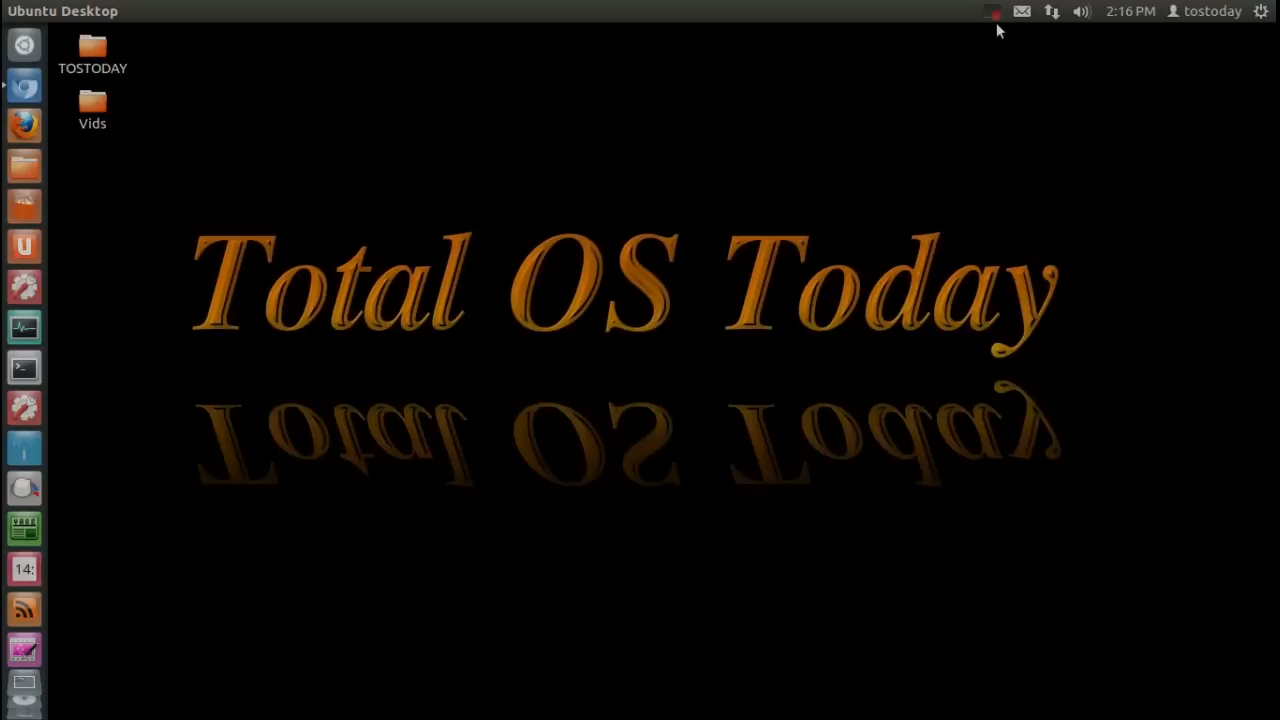 Ubuntu Desktop
2:16 PM
tostoday
TOSTODAY
Vids
Total OS Today
U
14: